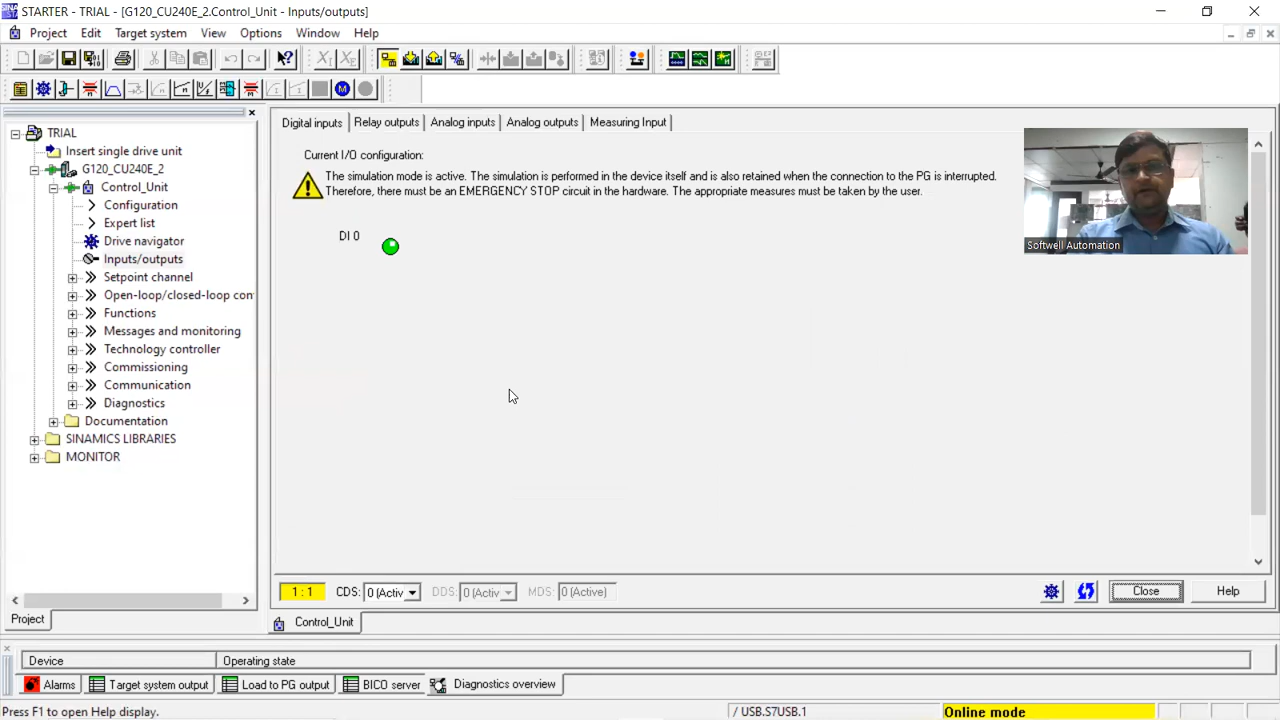 STARTER - TRIAL - [G120_CU240E_2.Control_Unit - Inputs/outputs]
Project Edit Target system View Options Window Help
TRIAL
Insert single drive unit
G120_CU240E_2
Control_Unit
Configuration
Expert list
Drive navigator
Inputs/outputs
Setpoint channel
Open-loop/closed-loop con
Functions
Messages and monitoring
Technology controller
Commissioning
Communication
Diagnostics
Documentation
SINAMICS LIBRARIES
MONITOR
Project
Digital inputs Relay outputs Analog inputs Analog outputs Measuring Input
Current I/O configuration:
The simulation mode is active. The simulation is performed in the device itself and is also retained when the connection to the PG is interrupted.
Therefore, there must be an EMERGENCY STOP circuit in the hardware. The appropriate measures must be taken by the user.
DI 0
Softwell Automation
1 : 1 CDS: 0 (Activ DDS: 0 (Activ MDS: 0 (Active) Close Help
Control_Unit
Device Operating state
Alarms Target system output Load to PG output BICO server Diagnostics overview
Press F1 to open Help display. / USB.S7USB.1 Online mode